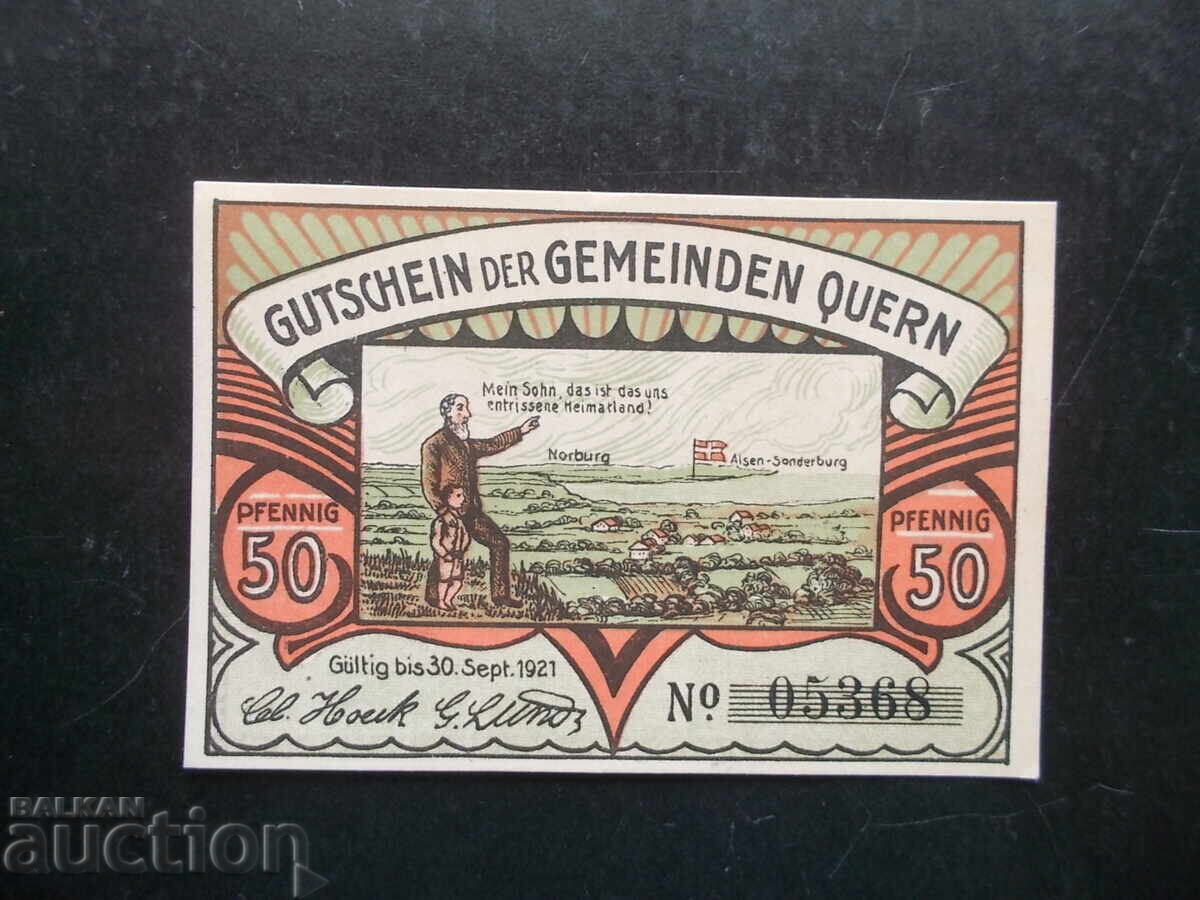 GUTSCHEIN DER GEMEINDEN QUERN
Mein Sohn, das ist das uns
entrissene Heimatland!
Norburg
Alsen-Sonderburg
PFENNIG
50
PFENNIG
50
Gültig bis 30. Sept. 1921
No. 05368
BALKAN
auction